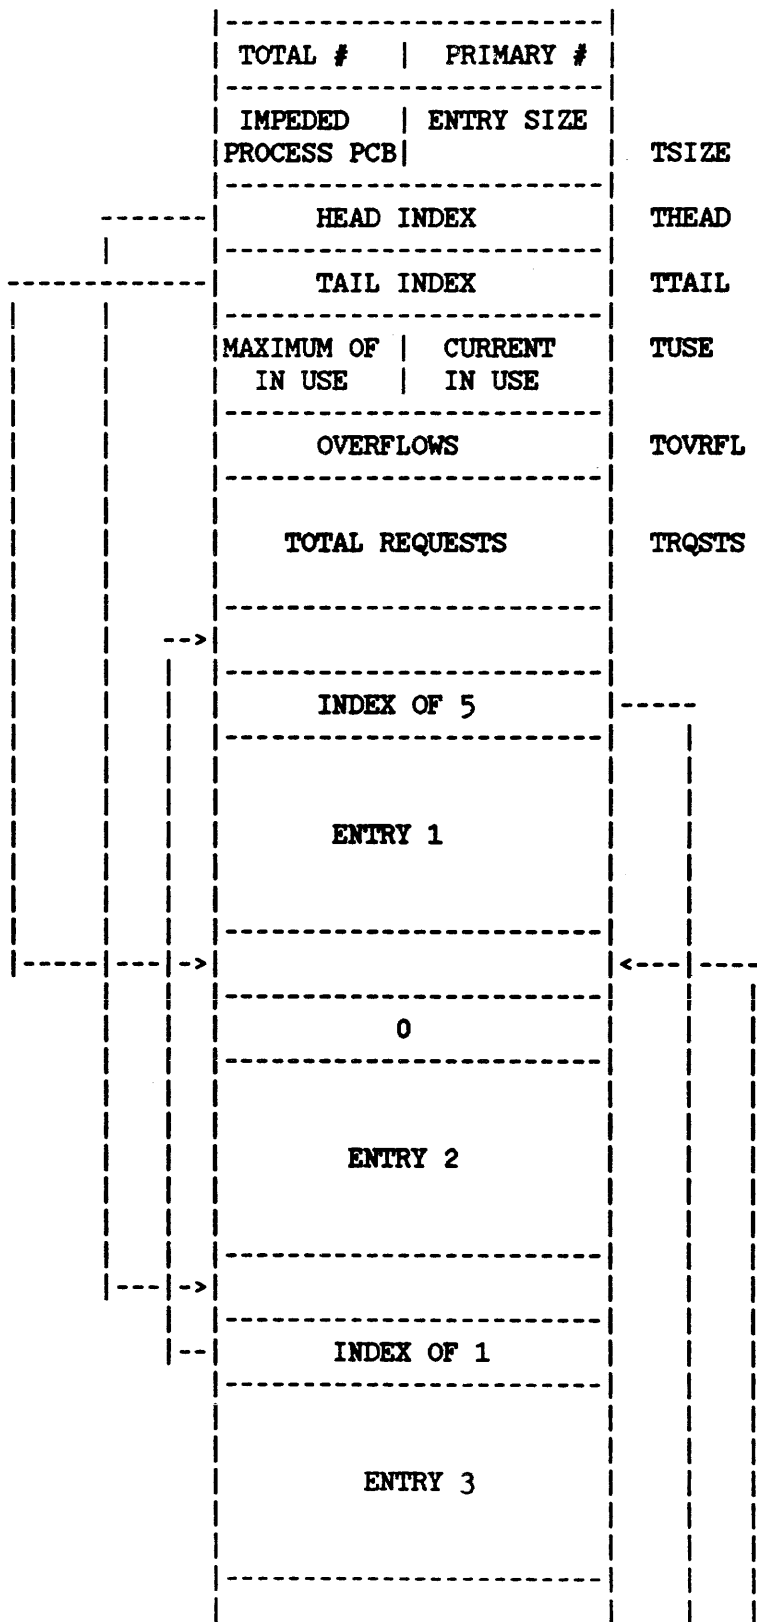 TOTAL # | PRIMARY #
IMPEDED | ENTRY SIZE
PROCESS PCB| TSIZE
HEAD INDEX THEAD
TAIL INDEX TTAIL
MAXIMUM OF | CURRENT TUSE
IN USE | IN USE
OVERFLOWS TOVRFL
TOTAL REQUESTS TRQSTS
INDEX OF 5
ENTRY 1
0
ENTRY 2
INDEX OF 1
ENTRY 3